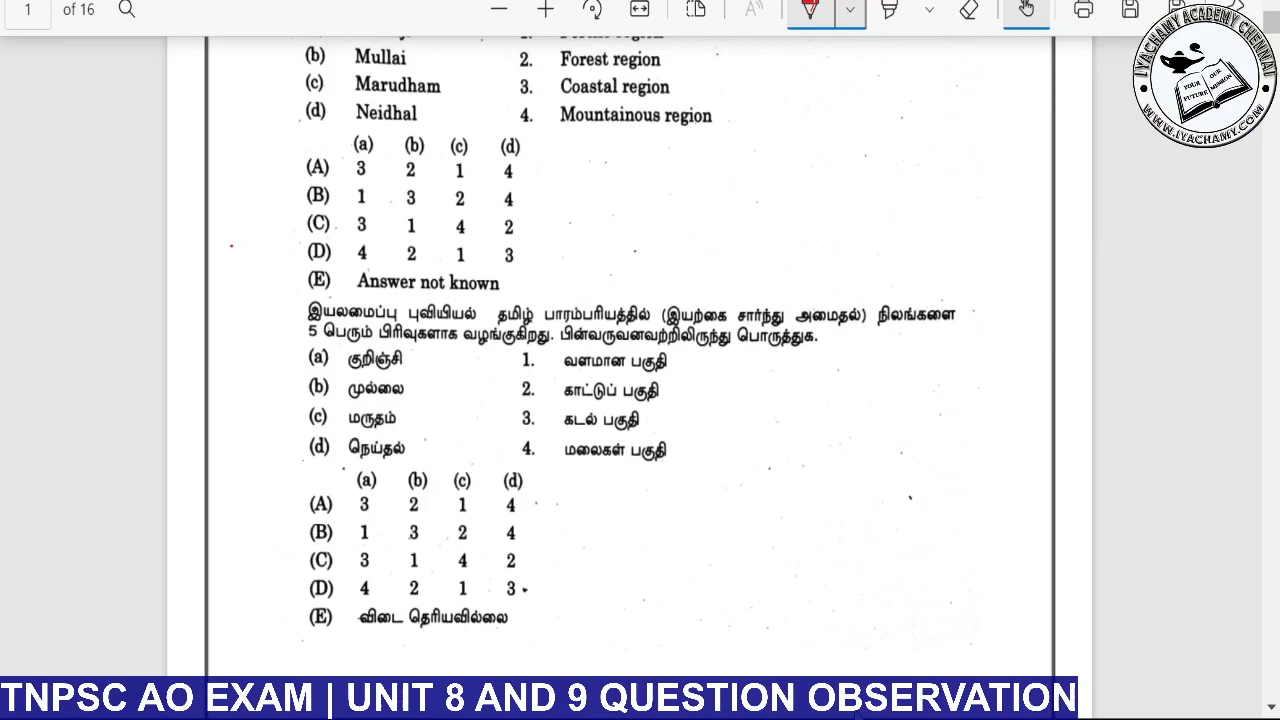 1 of 16
(b) Mullai 2. Forest region
(c) Marudham 3. Coastal region
(d) Neidhal 4. Mountainous region
(a) (b) (c) (d)
(A) 3 2 1 4
(B) 1 3 2 4
(C) 3 1 4 2
(D) 4 2 1 3
(E) Answer not known
இயலமைப்பு புவியியல் தமிழ் பாரம்பரியத்தில் (இயற்கை சார்ந்து அமைதல்) நிலங்களை
5 பெரும் பிரிவுகளாக வழங்குகிறது. பின்வருவனவற்றிலிருந்து பொருத்துக.
(a) குறிஞ்சி 1. வளமான பகுதி
(b) முல்லை 2. காட்டுப் பகுதி
(c) மருதம் 3. கடல் பகுதி
(d) நெய்தல் 4. மலைகள் பகுதி
(a) (b) (c) (d)
(A) 3 2 1 4
(B) 1 3 2 4
(C) 3 1 4 2
(D) 4 2 1 3
(E) விடை தெரியவில்லை
IYACHAMY ACADEMY CHENNAI
YOUR FUTURE OUR MISSION
WWW.IYACHAMY.COM
TNPSC AO EXAM | UNIT 8 AND 9 QUESTION OBSERVATION